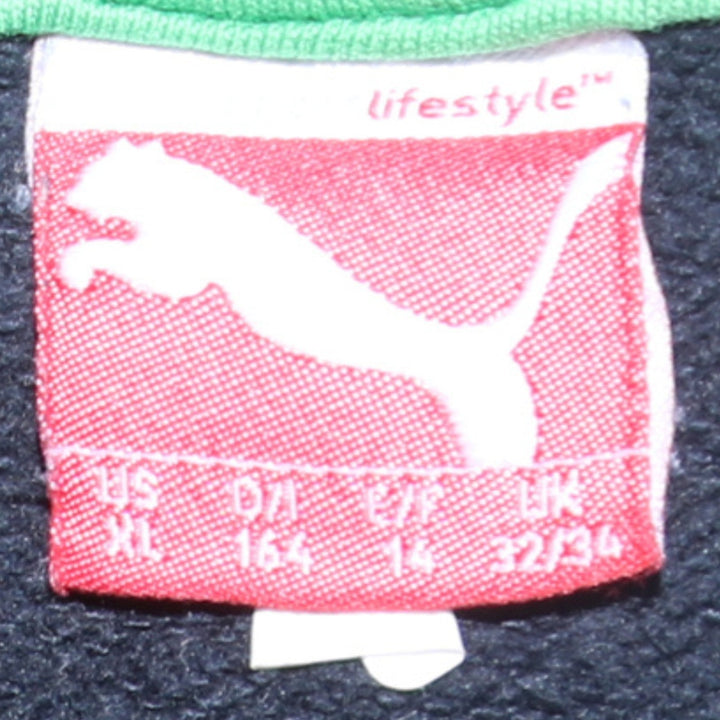 lifestyle™
US D/I E/F UK
XL 164 14 32/34